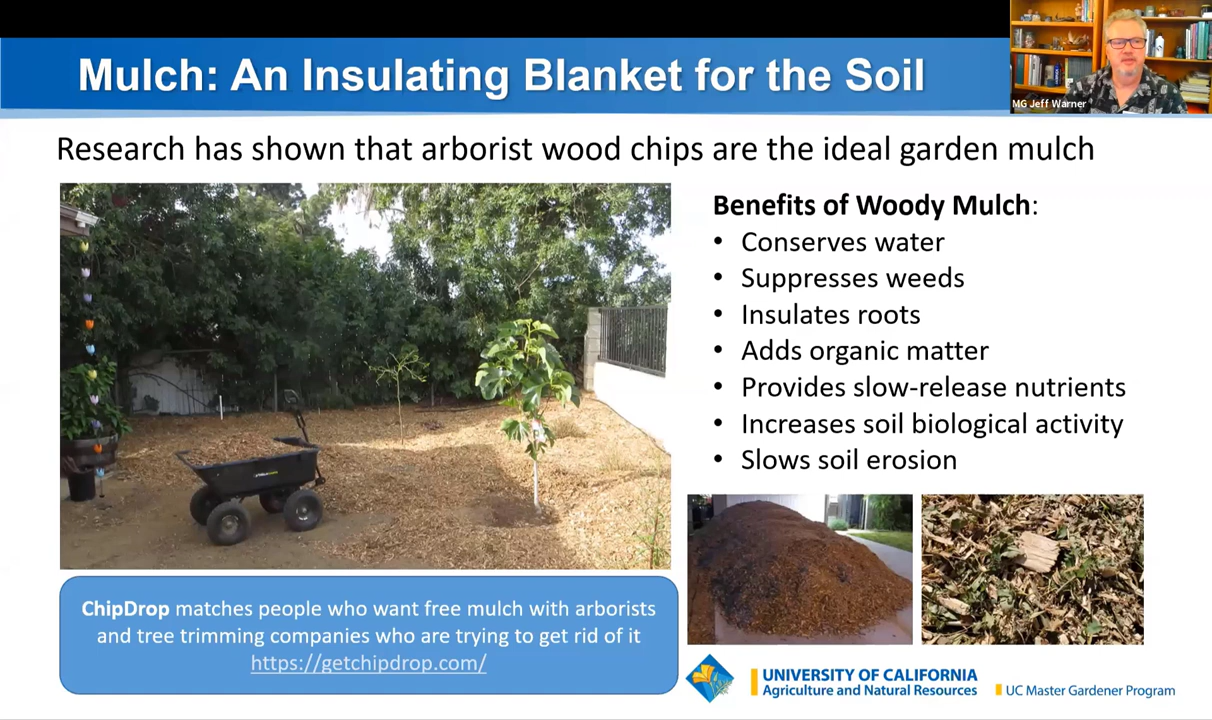 Mulch: An Insulating Blanket for the Soil
MG Jeff Warner
Research has shown that arborist wood chips are the ideal garden mulch
Benefits of Woody Mulch:
• Conserves water
• Suppresses weeds
• Insulates roots
• Adds organic matter
• Provides slow-release nutrients
• Increases soil biological activity
• Slows soil erosion
ChipDrop matches people who want free mulch with arborists
and tree trimming companies who are trying to get rid of it
https://getchipdrop.com/
UNIVERSITY OF CALIFORNIA
Agriculture and Natural Resources
UC Master Gardener Program